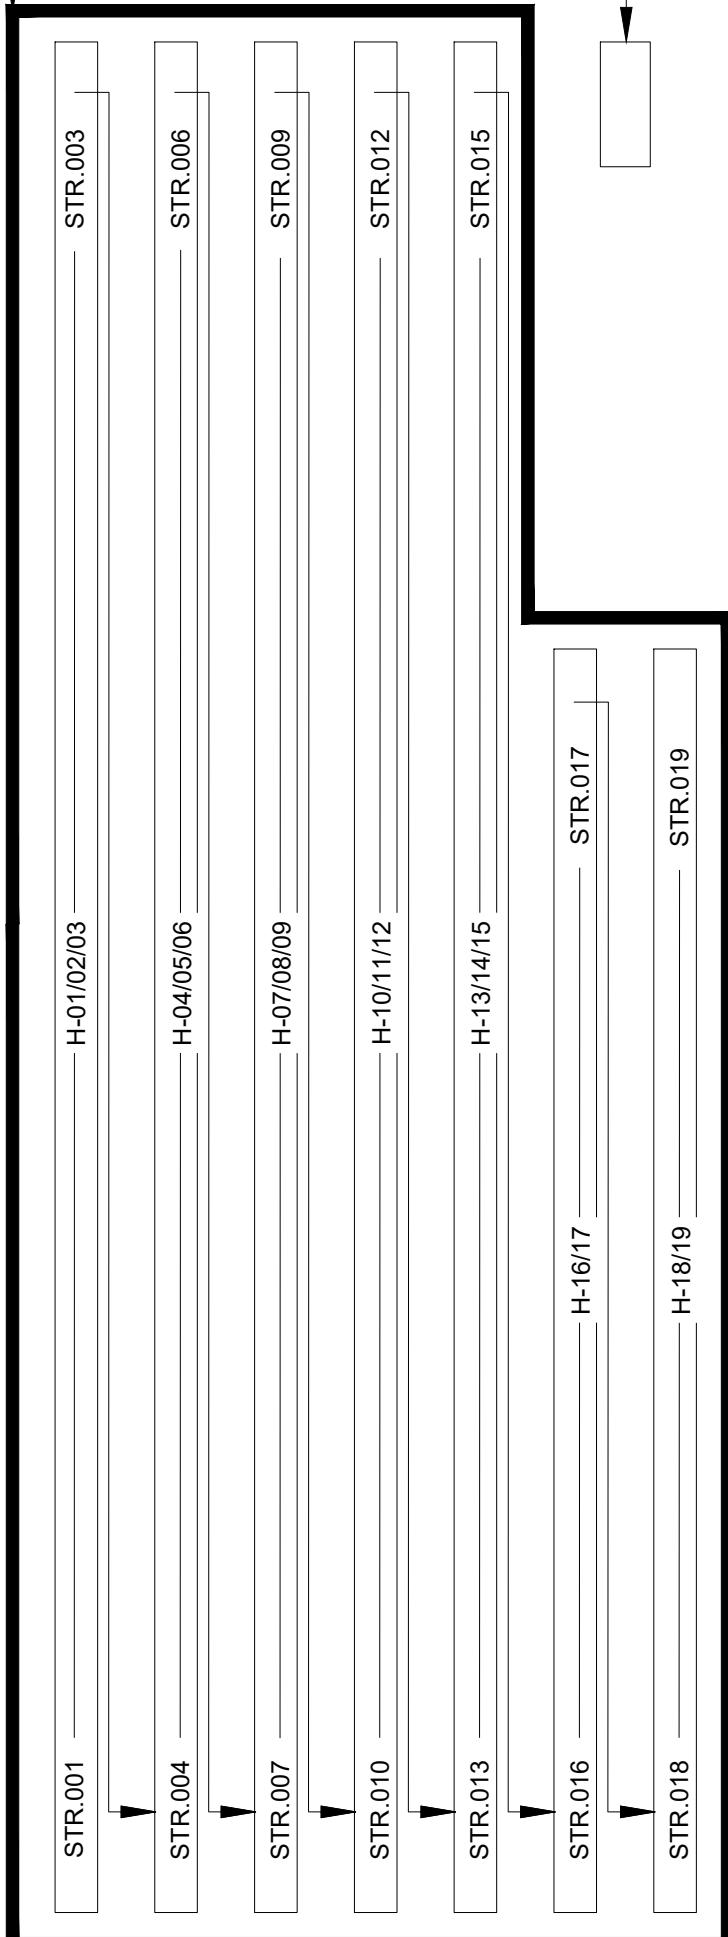 STR.001 H-01/02/03 STR.003
STR.004 H-04/05/06 STR.006
STR.007 H-07/08/09 STR.009
STR.010 H-10/11/12 STR.012
STR.013 H-13/14/15 STR.015
STR.016 H-16/17 STR.017
STR.018 H-18/19 STR.019